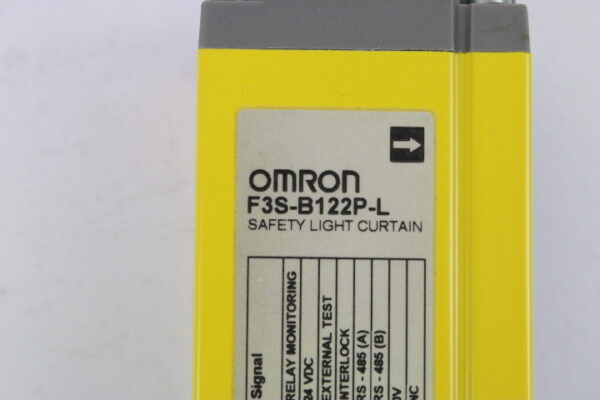 OMRON
F3S-B122P-L
SAFETY LIGHT CURTAIN
Signal
RELAY MONITORING
24 VDC
EXTERNAL TEST
INTERLOCK
RS - 485 (A)
RS - 485 (B)
0V
NC